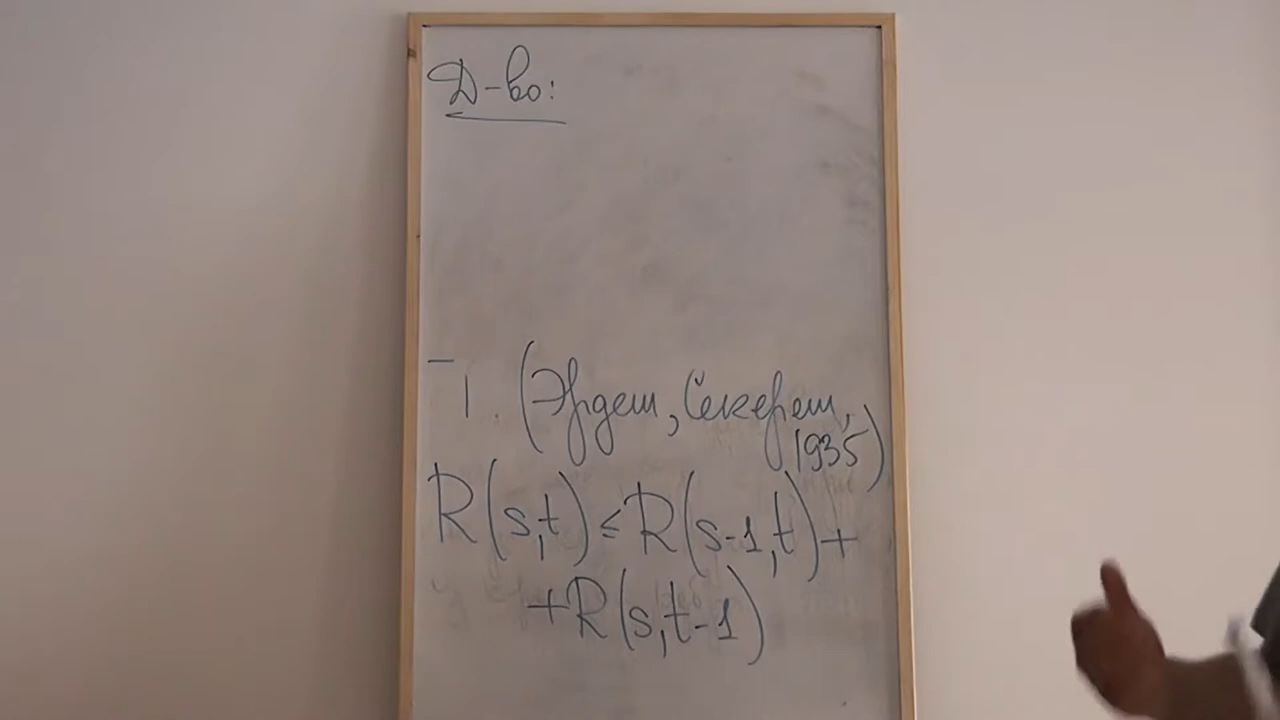 Д-во:
Т. (Эрдеш, Секереш,
1935)
R(s,t)≤R(s-1,t)+
+R(s,t-1)